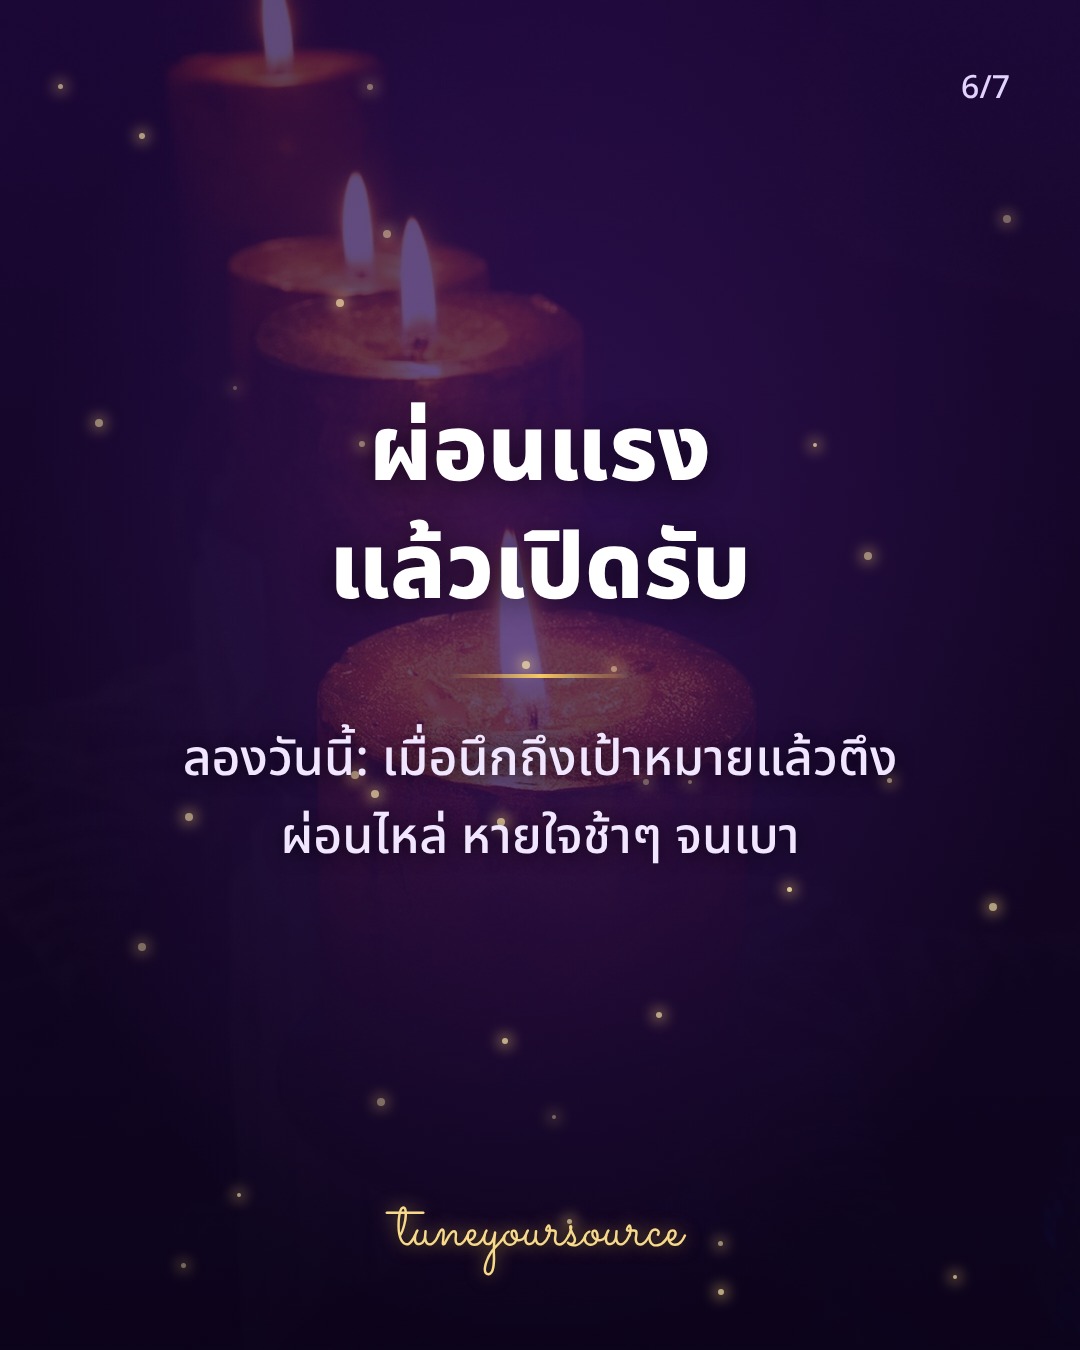 6/7
ผ่อนแรง
แล้วเปิดรับ
ลองวันนี้: เมื่อนึกถึงเป้าหมายแล้วตึง
ผ่อนไหล่ หายใจช้าๆ จนเบา
tuneyoursource